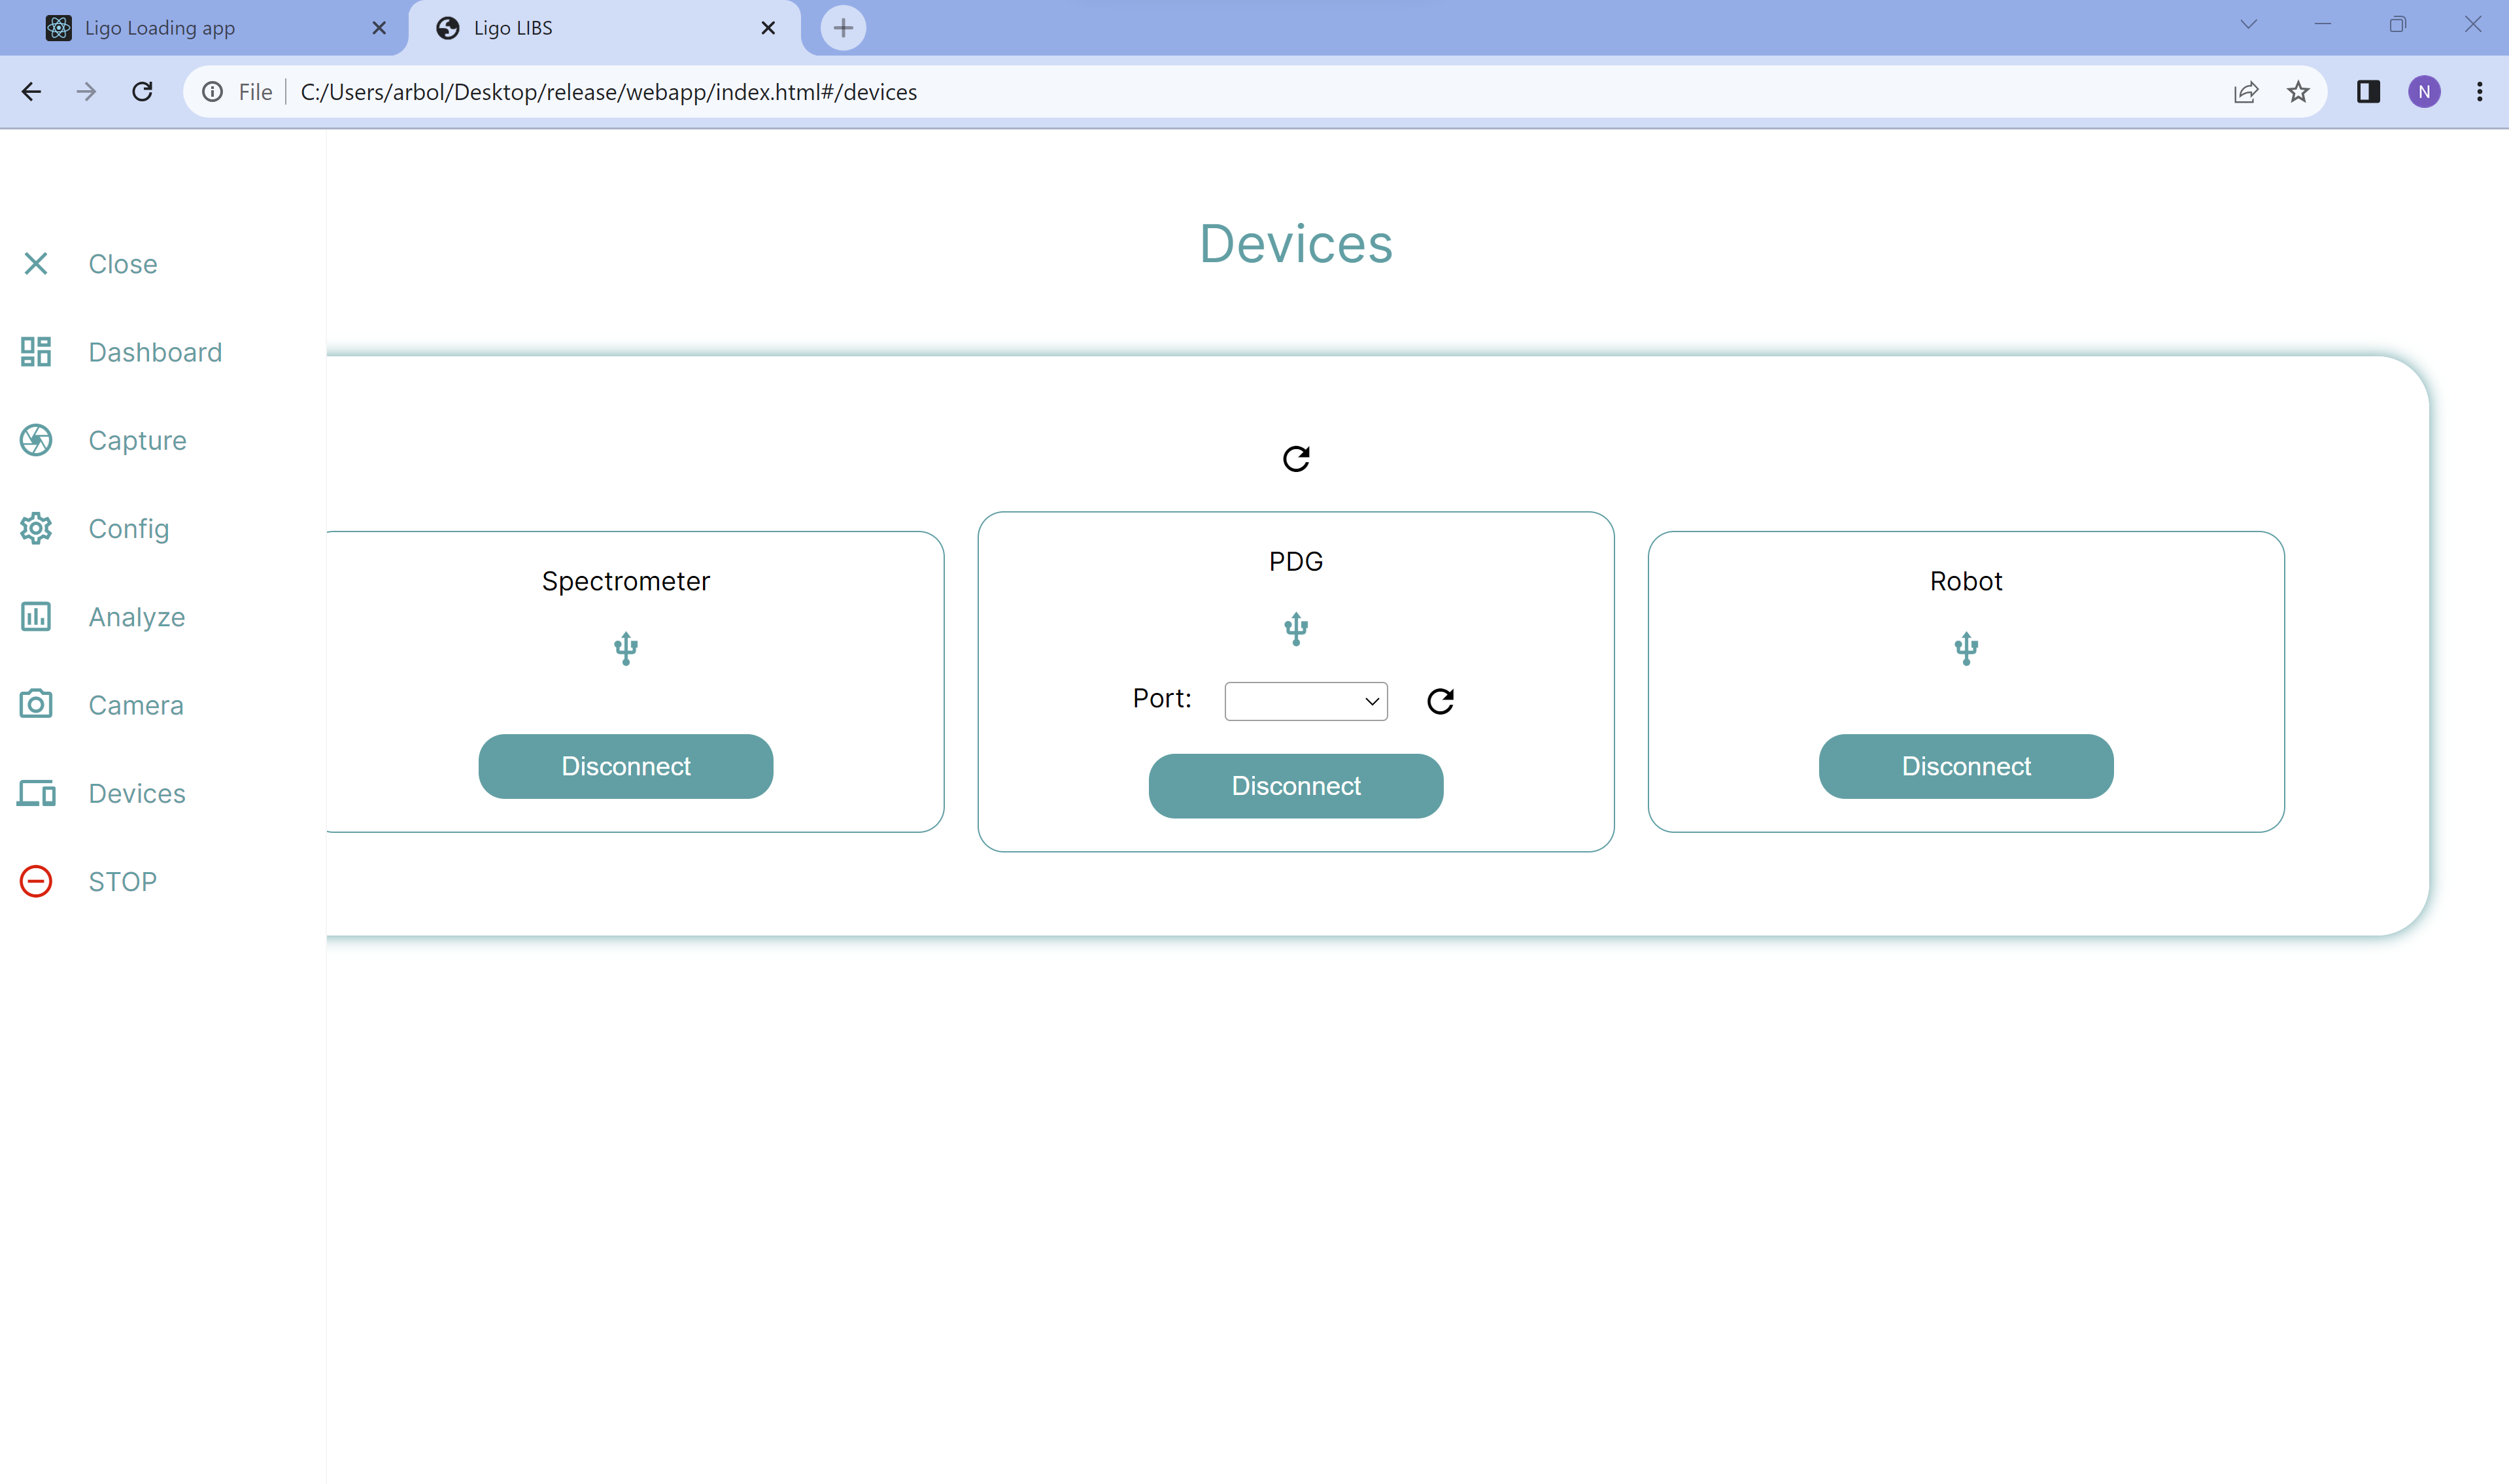 Ligo Loading app
Ligo LIBS
File
C:/Users/arbol/Desktop/release/webapp/index.html#/devices
N
Close
Dashboard
Capture
Config
Analyze
Camera
Devices
STOP
Devices
Spectrometer
Disconnect
PDG
Port:
Disconnect
Robot
Disconnect